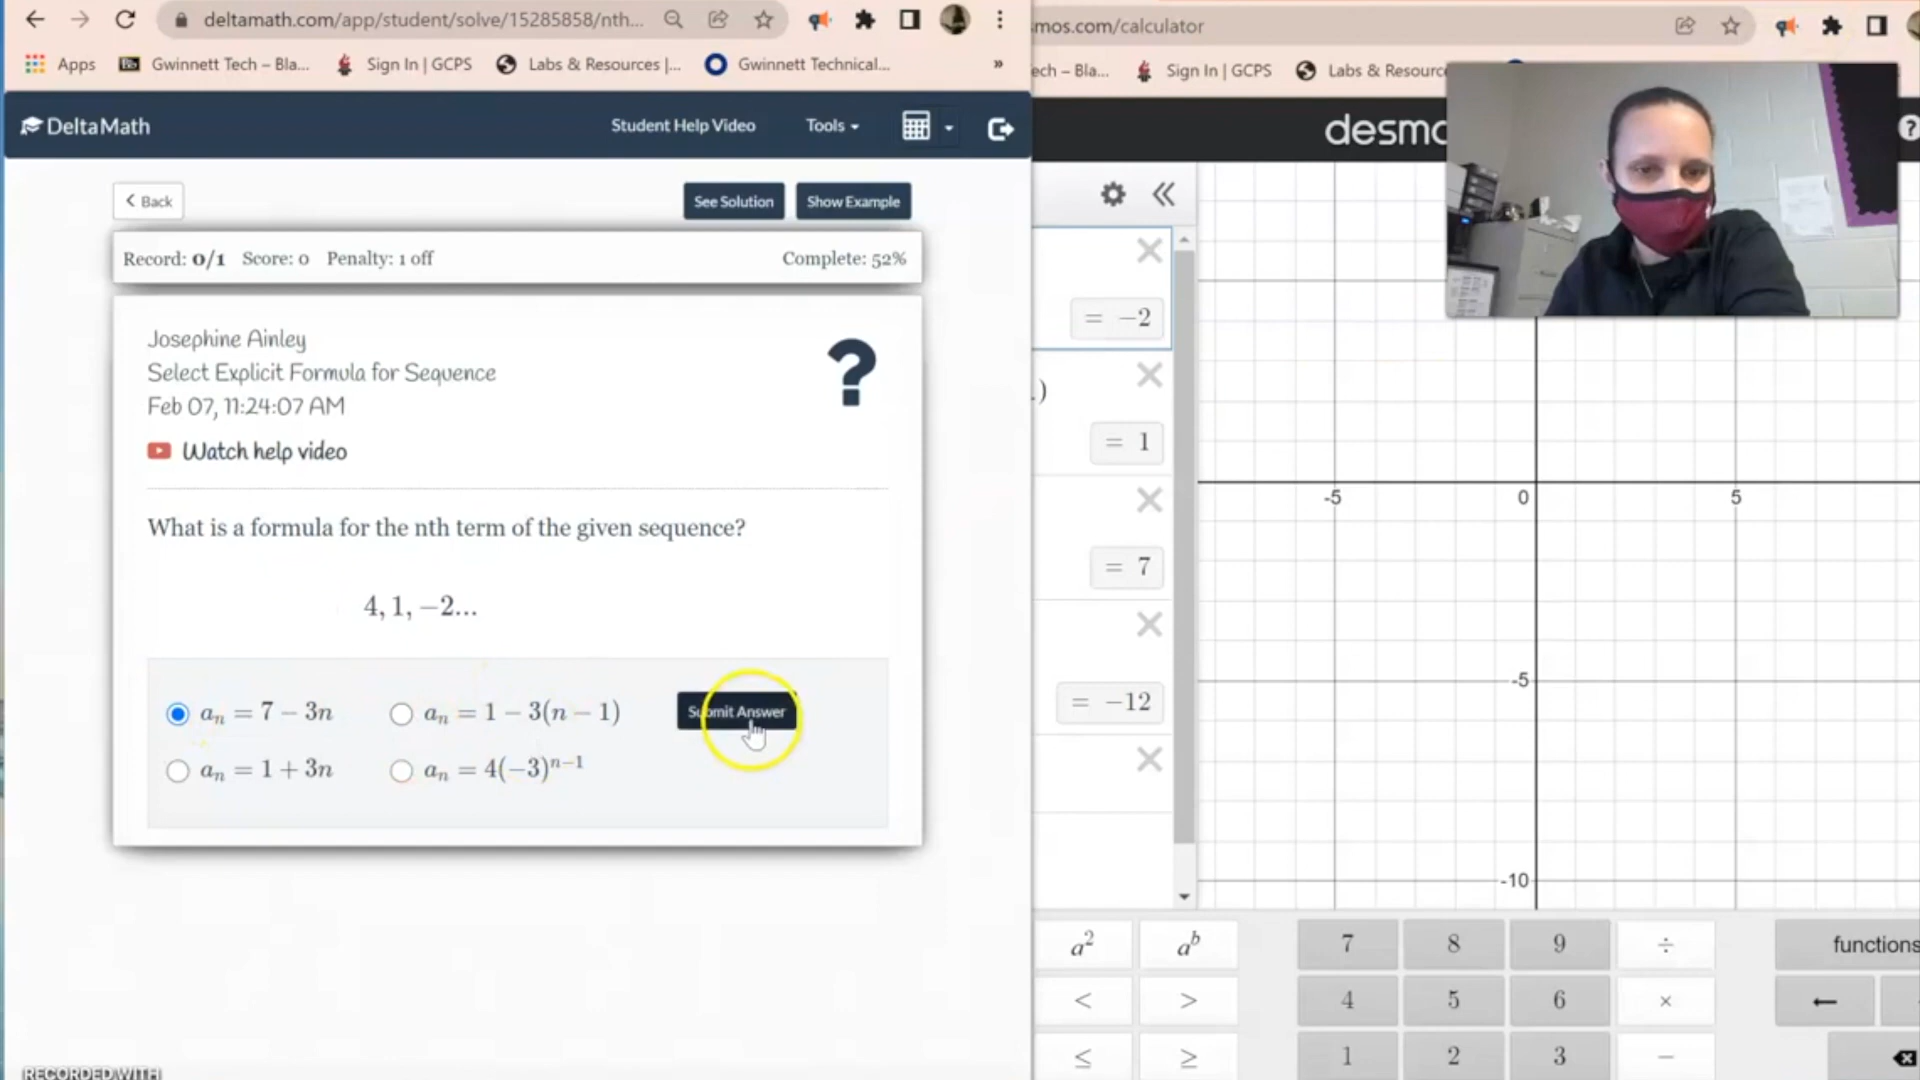 deltamath.com/app/student/solve/15285858/nth...
Apps
Gwinnett Tech – Bla...
Sign In | GCPS
Labs & Resources |...
Gwinnett Technical...
»
DeltaMath
Student Help Video
Tools
Back
See Solution
Show Example
Record: 0/1 Score: 0 Penalty: 1 off
Complete: 52%
Josephine Ainley
Select Explicit Formula for Sequence
Feb 07, 11:24:07 AM
?
Watch help video
What is a formula for the nth term of the given sequence?
4, 1, −2...
aₙ = 7 − 3n
aₙ = 1 − 3(n − 1)
Submit Answer
aₙ = 1 + 3n
aₙ = 4(−3)ⁿ⁻¹
RECORDED WITH
mos.com/calculator
ech – Bla...
Sign In | GCPS
Labs & Resource
desmo
?
= −2
)
= 1
= 7
= −12
-5
0
5
-5
-10
a²
aᵇ
7
8
9
÷
functions
<
>
4
5
6
×
≤
≥
1
2
3
−